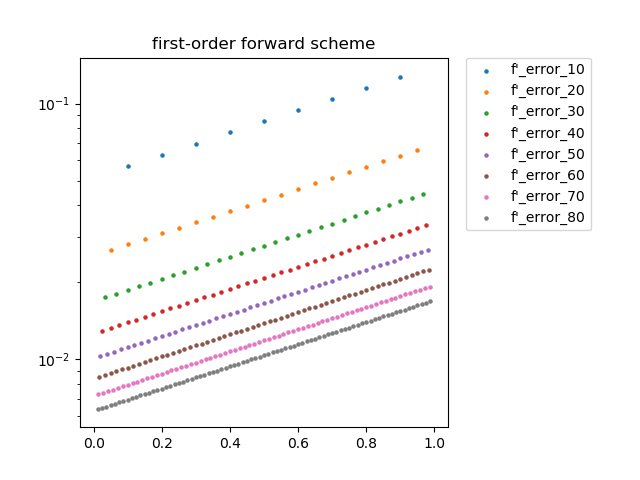 first-order forward scheme
10⁻¹
10⁻²
0.0 0.2 0.4 0.6 0.8 1.0
f'_error_10
f'_error_20
f'_error_30
f'_error_40
f'_error_50
f'_error_60
f'_error_70
f'_error_80